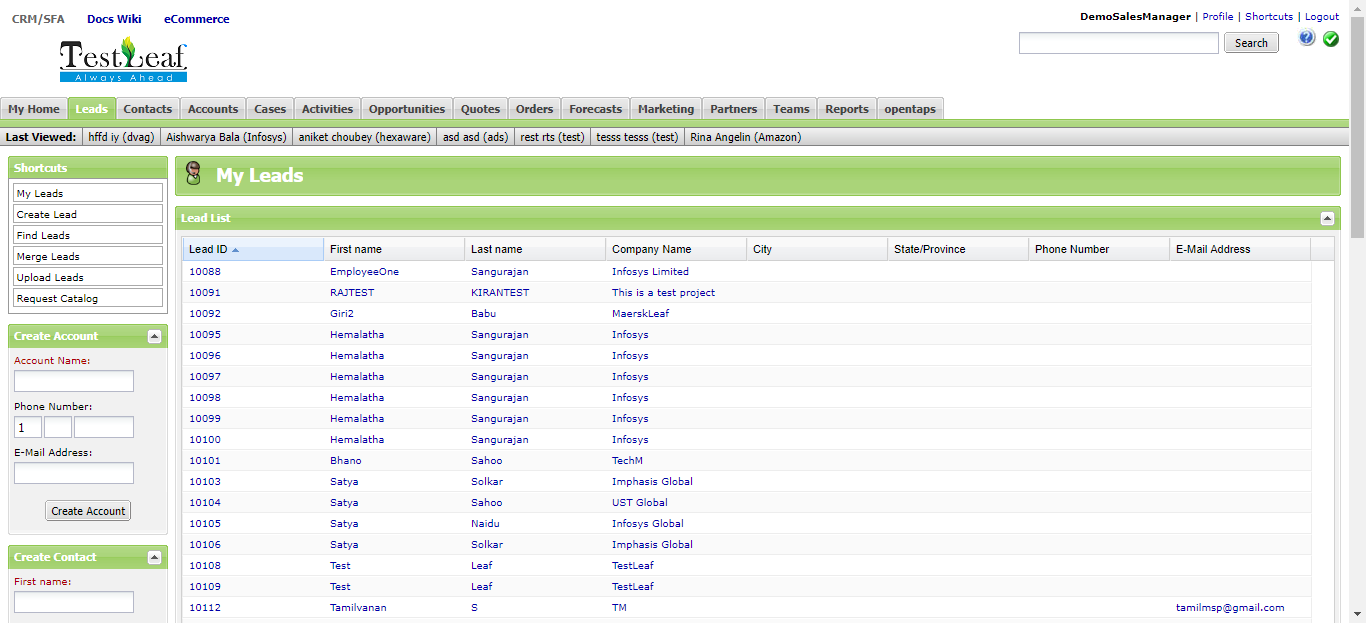 CRM/SFA Docs Wiki eCommerce
DemoSalesManager | Profile | Shortcuts | Logout
Search
TestLeaf
Always Ahead
My Home Leads Contacts Accounts Cases Activities Opportunities Quotes Orders Forecasts Marketing Partners Teams Reports opentaps
Last Viewed: hffd iy (dvag) Aishwarya Bala (Infosys) aniket choubey (hexaware) asd asd (ads) rest rts (test) tesss tesss (test) Rina Angelin (Amazon)
Shortcuts
My Leads
Create Lead
Find Leads
Merge Leads
Upload Leads
Request Catalog
Create Account
Account Name:
Phone Number:
1
E-Mail Address:
Create Account
Create Contact
First name:
My Leads
Lead List
Lead ID First name Last name Company Name City State/Province Phone Number E-Mail Address
10088 EmployeeOne Sangurajan Infosys Limited
10091 RAJTEST KIRANTEST This is a test project
10092 Giri2 Babu MaerskLeaf
10095 Hemalatha Sangurajan Infosys
10096 Hemalatha Sangurajan Infosys
10097 Hemalatha Sangurajan Infosys
10098 Hemalatha Sangurajan Infosys
10099 Hemalatha Sangurajan Infosys
10100 Hemalatha Sangurajan Infosys
10101 Bhano Sahoo TechM
10103 Satya Solkar Imphasis Global
10104 Satya Sahoo UST Global
10105 Satya Naidu Infosys Global
10106 Satya Solkar Imphasis Global
10108 Test Leaf TestLeaf
10109 Test Leaf TestLeaf
10112 Tamilvanan S TM tamilmsp@gmail.com